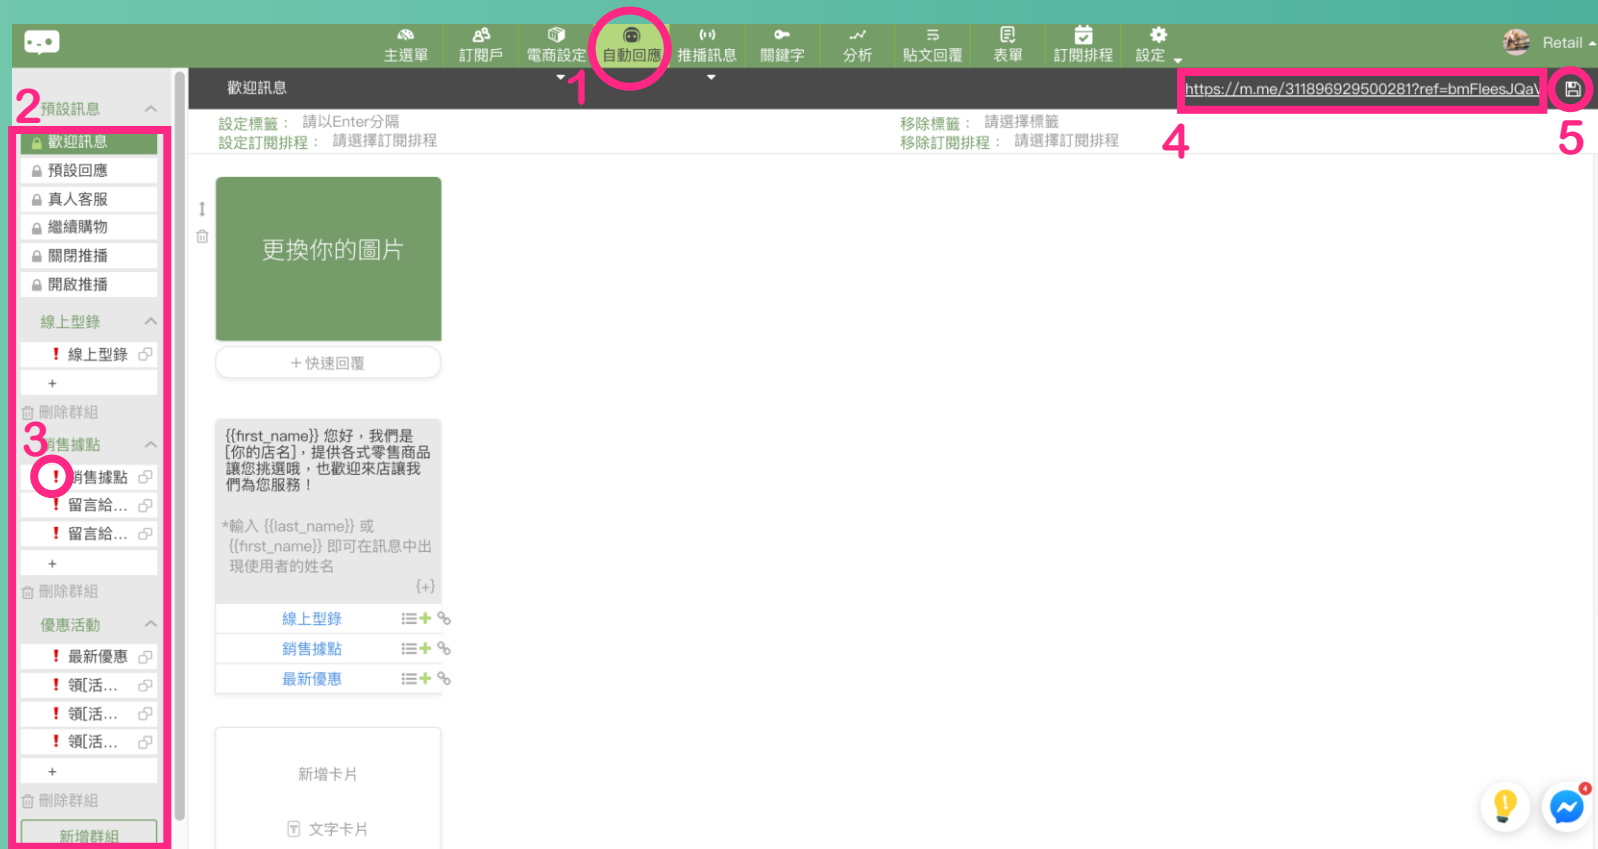 主選單
訂閱戶
電商設定
自動回應
推播訊息
關鍵字
分析
貼文回覆
表單
訂閱排程
設定
Retail
1
歡迎訊息
https://m.me/311896929500281?ref=bmFleesJQaV
4
5
設定標籤： 請以Enter分隔
設定訂閱排程： 請選擇訂閱排程
移除標籤： 請選擇標籤
移除訂閱排程： 請選擇訂閱排程
2
預設訊息
歡迎訊息
預設回應
真人客服
繼續購物
關閉推播
開啟推播
線上型錄
線上型錄
+
刪除群組
3
銷售據點
銷售據點
留言給...
留言給...
+
刪除群組
優惠活動
最新優惠
領[活...
領[活...
領[活...
+
刪除群組
新增群組
更換你的圖片
+ 快速回覆
{{first_name}} 您好，我們是
[你的店名]，提供各式零售商品
讓您挑選哦，也歡迎來店讓我
們為您服務！
*輸入 {{last_name}} 或
{{first_name}} 即可在訊息中出
現使用者的姓名
{+}
線上型錄
銷售據點
最新優惠
新增卡片
文字卡片
4